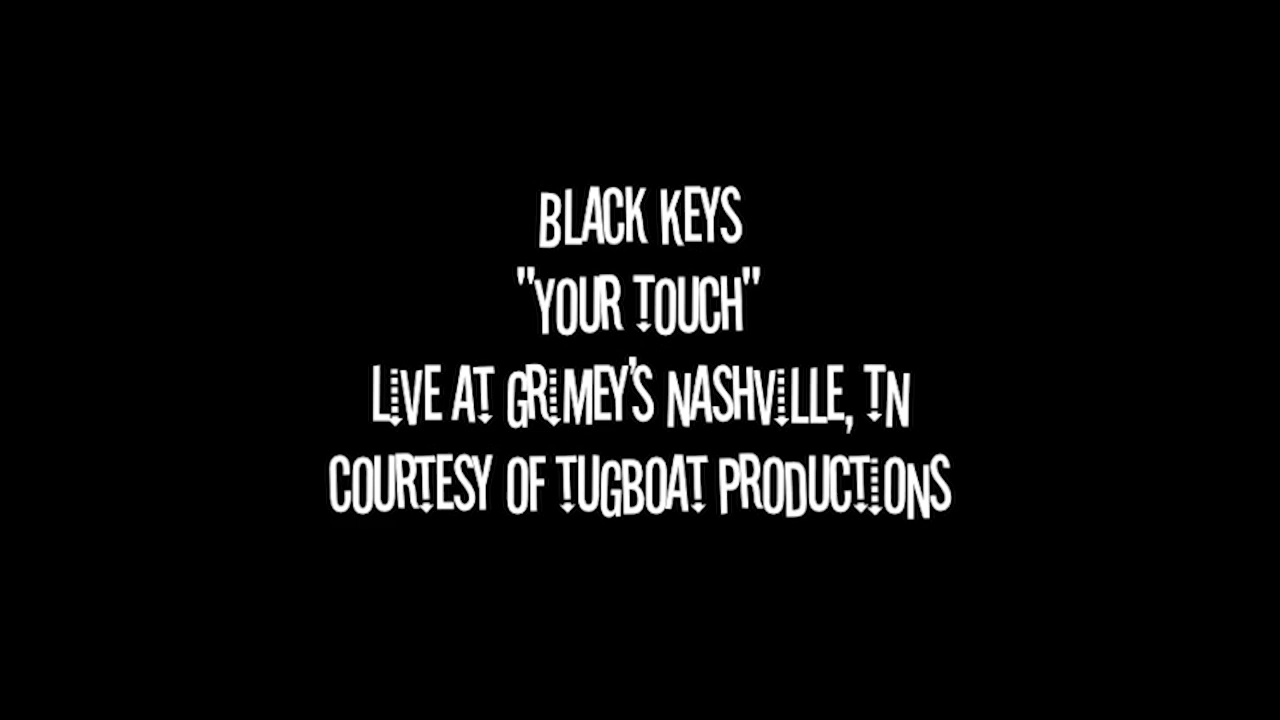 BLACK KEYS
"YOUR TOUCH"
LIVE AT GRIMEY'S NASHVILLE, TN
COURTESY OF TUGBOAT PRODUCTIONS